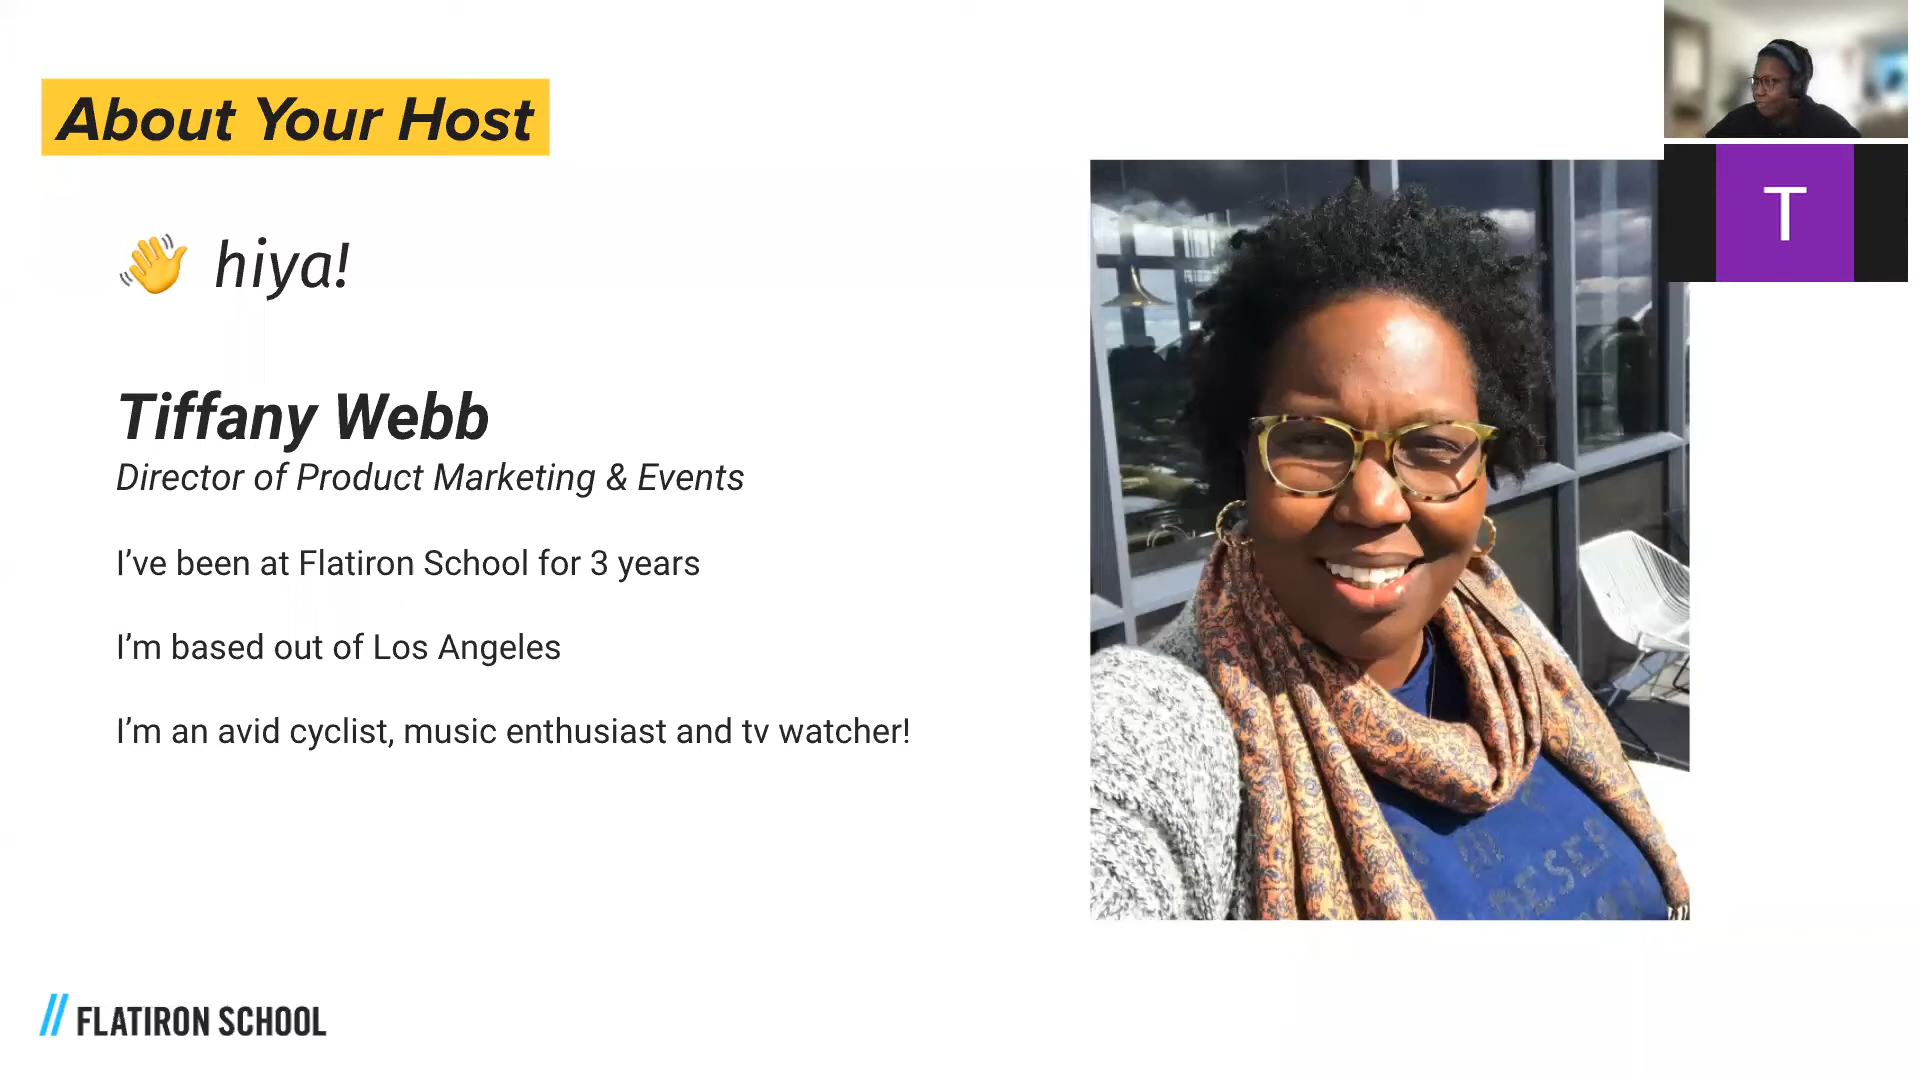 About Your Host
hiya!
Tiffany Webb
Director of Product Marketing & Events
I’ve been at Flatiron School for 3 years
I’m based out of Los Angeles
I’m an avid cyclist, music enthusiast and tv watcher!
// FLATIRON SCHOOL
T